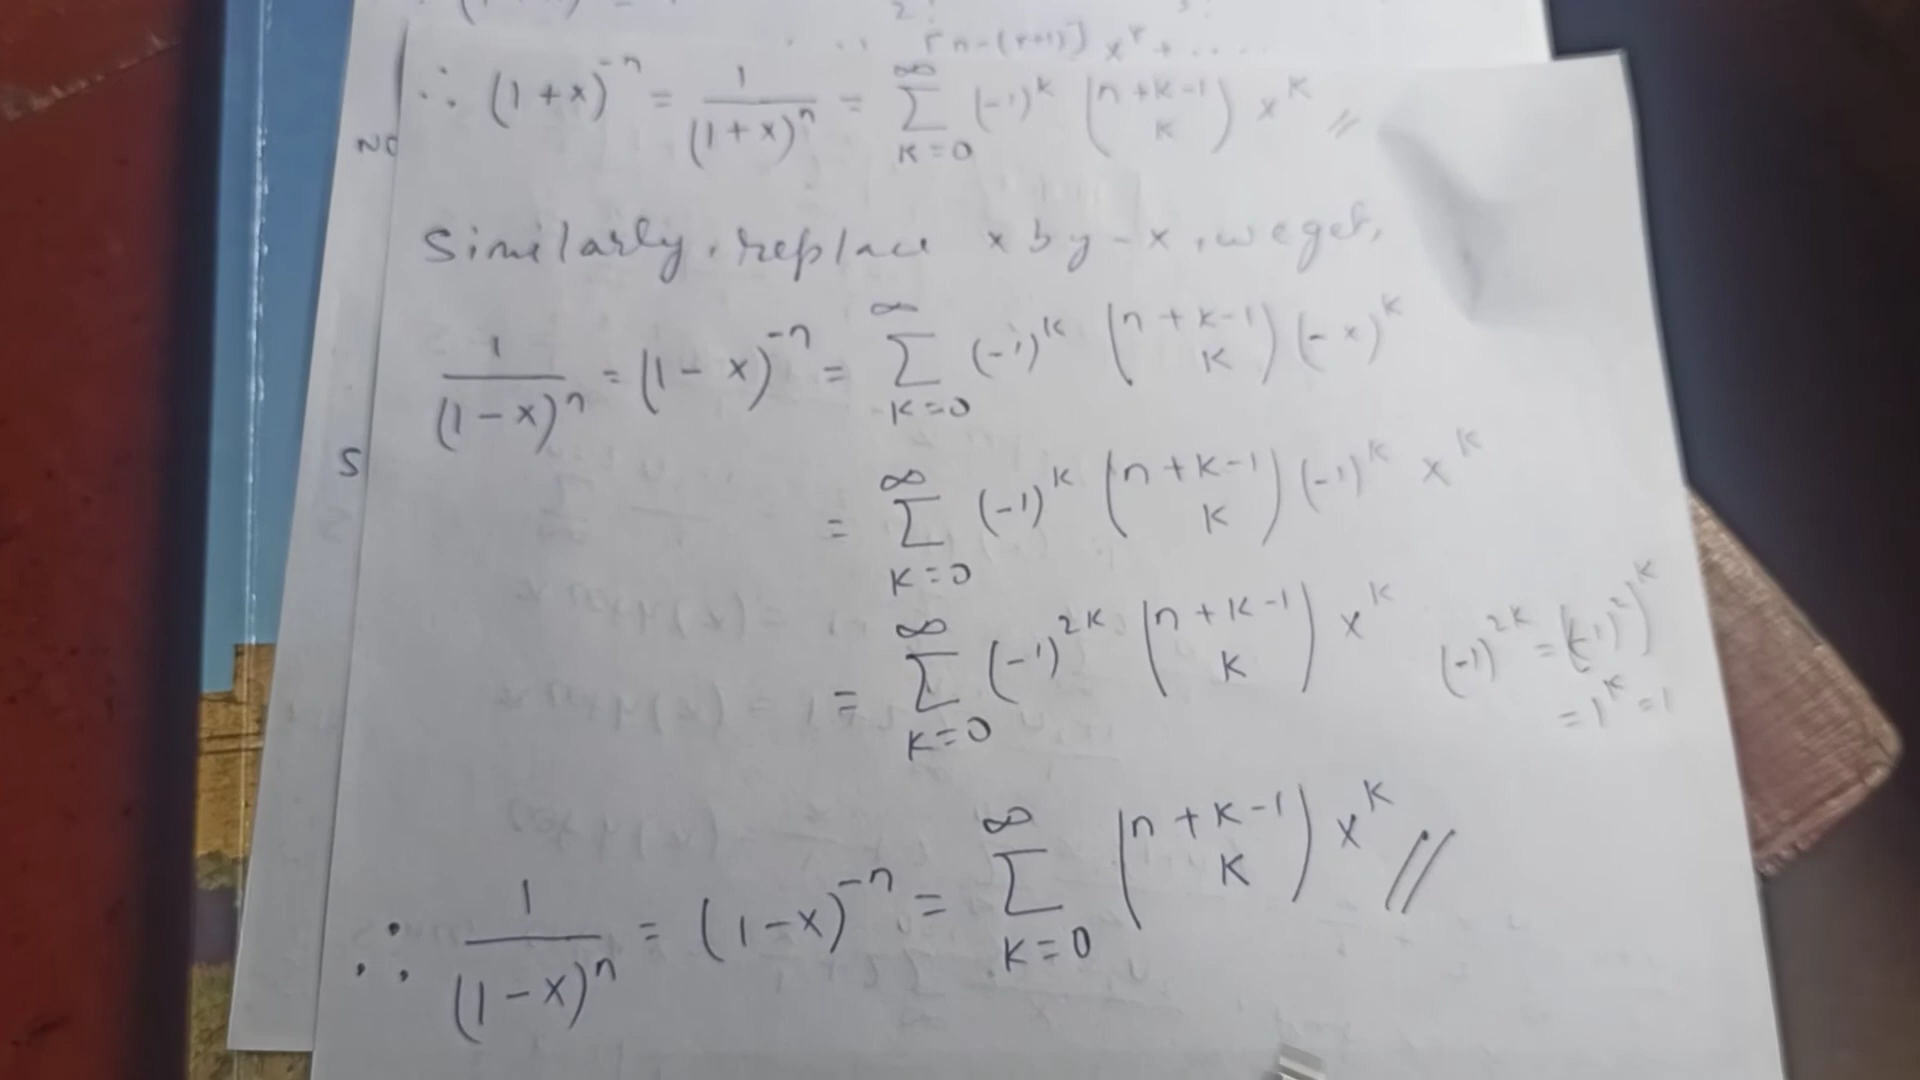 [n-(r+1)] x^r + ....
∴ (1+x)^-n = 1/(1+x)^n = ∑_{k=0}^∞ (-1)^k (n+k-1 choose k) x^k //
Similarly, replace x by -x, we get,
1/(1-x)^n = (1-x)^-n = ∑_{k=0}^∞ (-1)^k (n+k-1 choose k) (-x)^k
S
= ∑_{k=0}^∞ (-1)^k (n+k-1 choose k) (-1)^k x^k
= ∑_{k=0}^∞ (-1)^2k (n+k-1 choose k) x^k
(-1)^2k = ((-1)^2)^k
= 1^k = 1
∴ 1/(1-x)^n = (1-x)^-n = ∑_{k=0}^∞ (n+k-1 choose k) x^k //